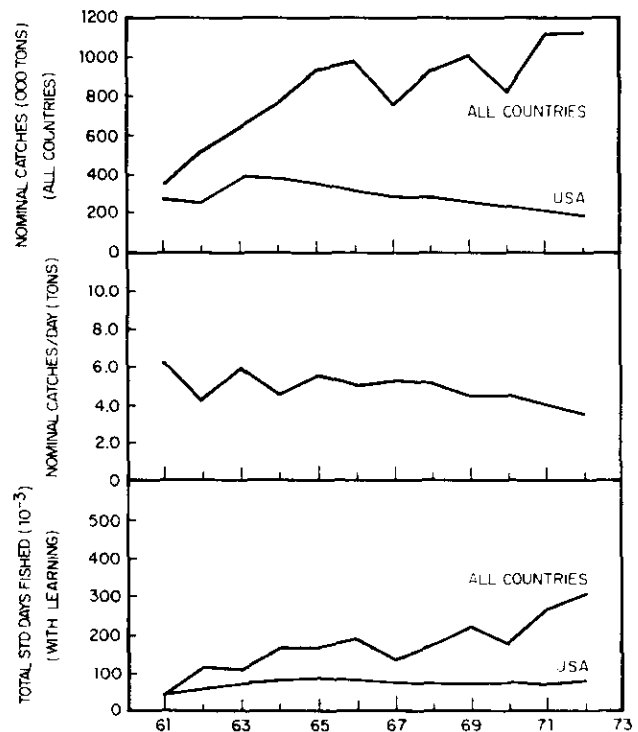 NOMINAL CATCHES (000 TONS)
(ALL COUNTRIES)
1200
1000
800
600
400
200
0
ALL COUNTRIES
USA
NOMINAL CATCHES/DAY (TONS)
10.0
8.0
6.0
4.0
2.0
0
TOTAL STD DAYS FISHED (10-3)
(WITH LEARNING)
500
400
300
200
100
0
ALL COUNTRIES
USA
61 63 65 67 69 71 73